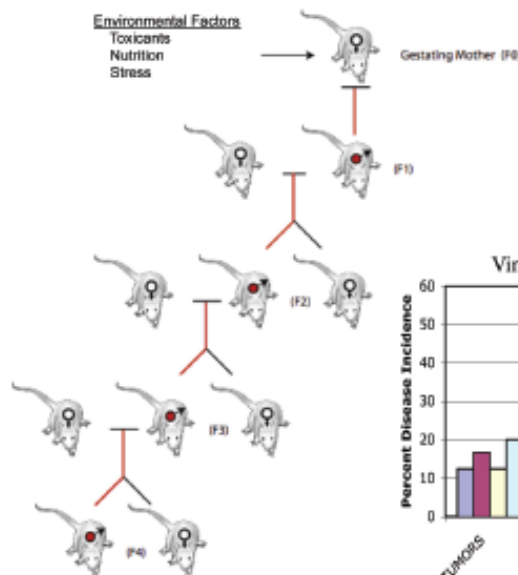 Environmental Factors
Toxicants
Nutrition
Stress
Gestating Mother (F0
(F1)
(F2)
(F3)
(F4)
Vin
Percent Disease Incidence
60
50
40
30
20
10
0
TUMORS